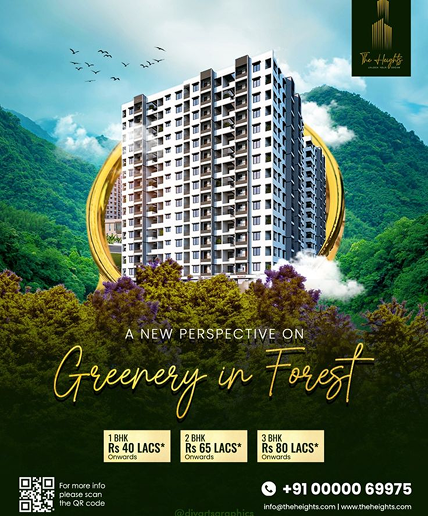 The Heights
A NEW PERSPECTIVE ON
Greenery in Forest
1 BHK
Rs 40 LACS*
Onwards
2 BHK
Rs 65 LACS*
Onwards
3 BHK
Rs 80 LACS*
Onwards
For more info
please scan
the QR code
+91 00000 69975
info@theheights.com | www.theheights.com
@divartsgraphics